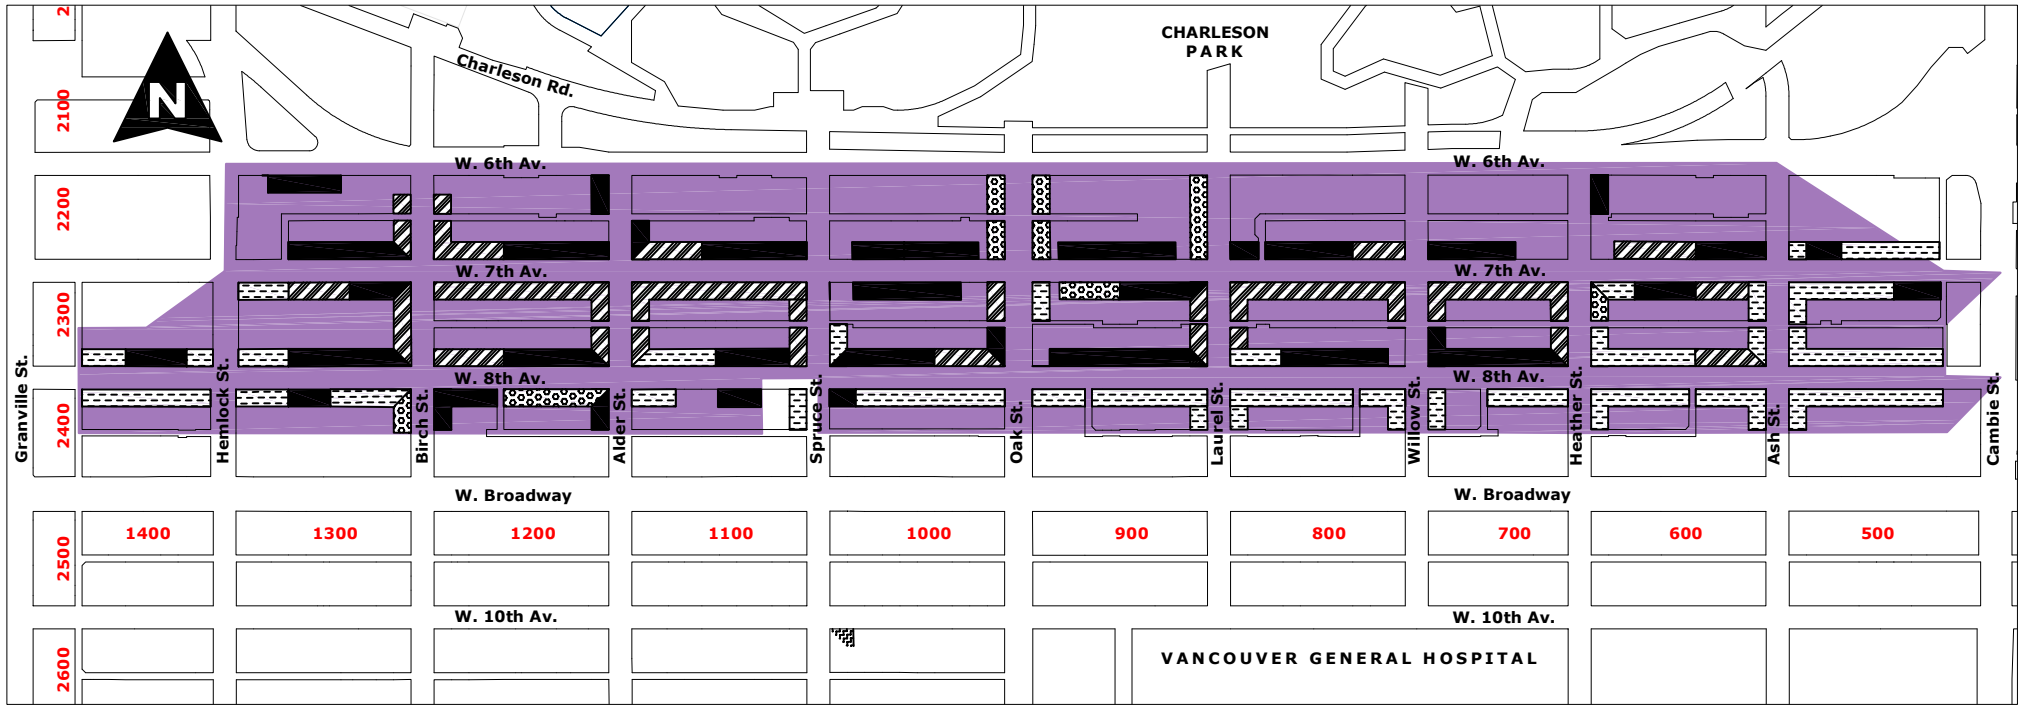 2
CHARLESON
PARK
Charleson Rd.
N
2100
W. 6th Av.
W. 6th Av.
2200
W. 7th Av.
W. 7th Av.
2300
W. 8th Av.
W. 8th Av.
2400
Granville St.
Hemlock St.
Birch St.
Alder St.
Spruce St.
Oak St.
Laurel St.
Willow St.
Heather St.
Ash St.
Cambie St.
W. Broadway
W. Broadway
1400
1300
1200
1100
1000
900
800
700
600
500
2500
W. 10th Av.
W. 10th Av.
2600
VANCOUVER GENERAL HOSPITAL